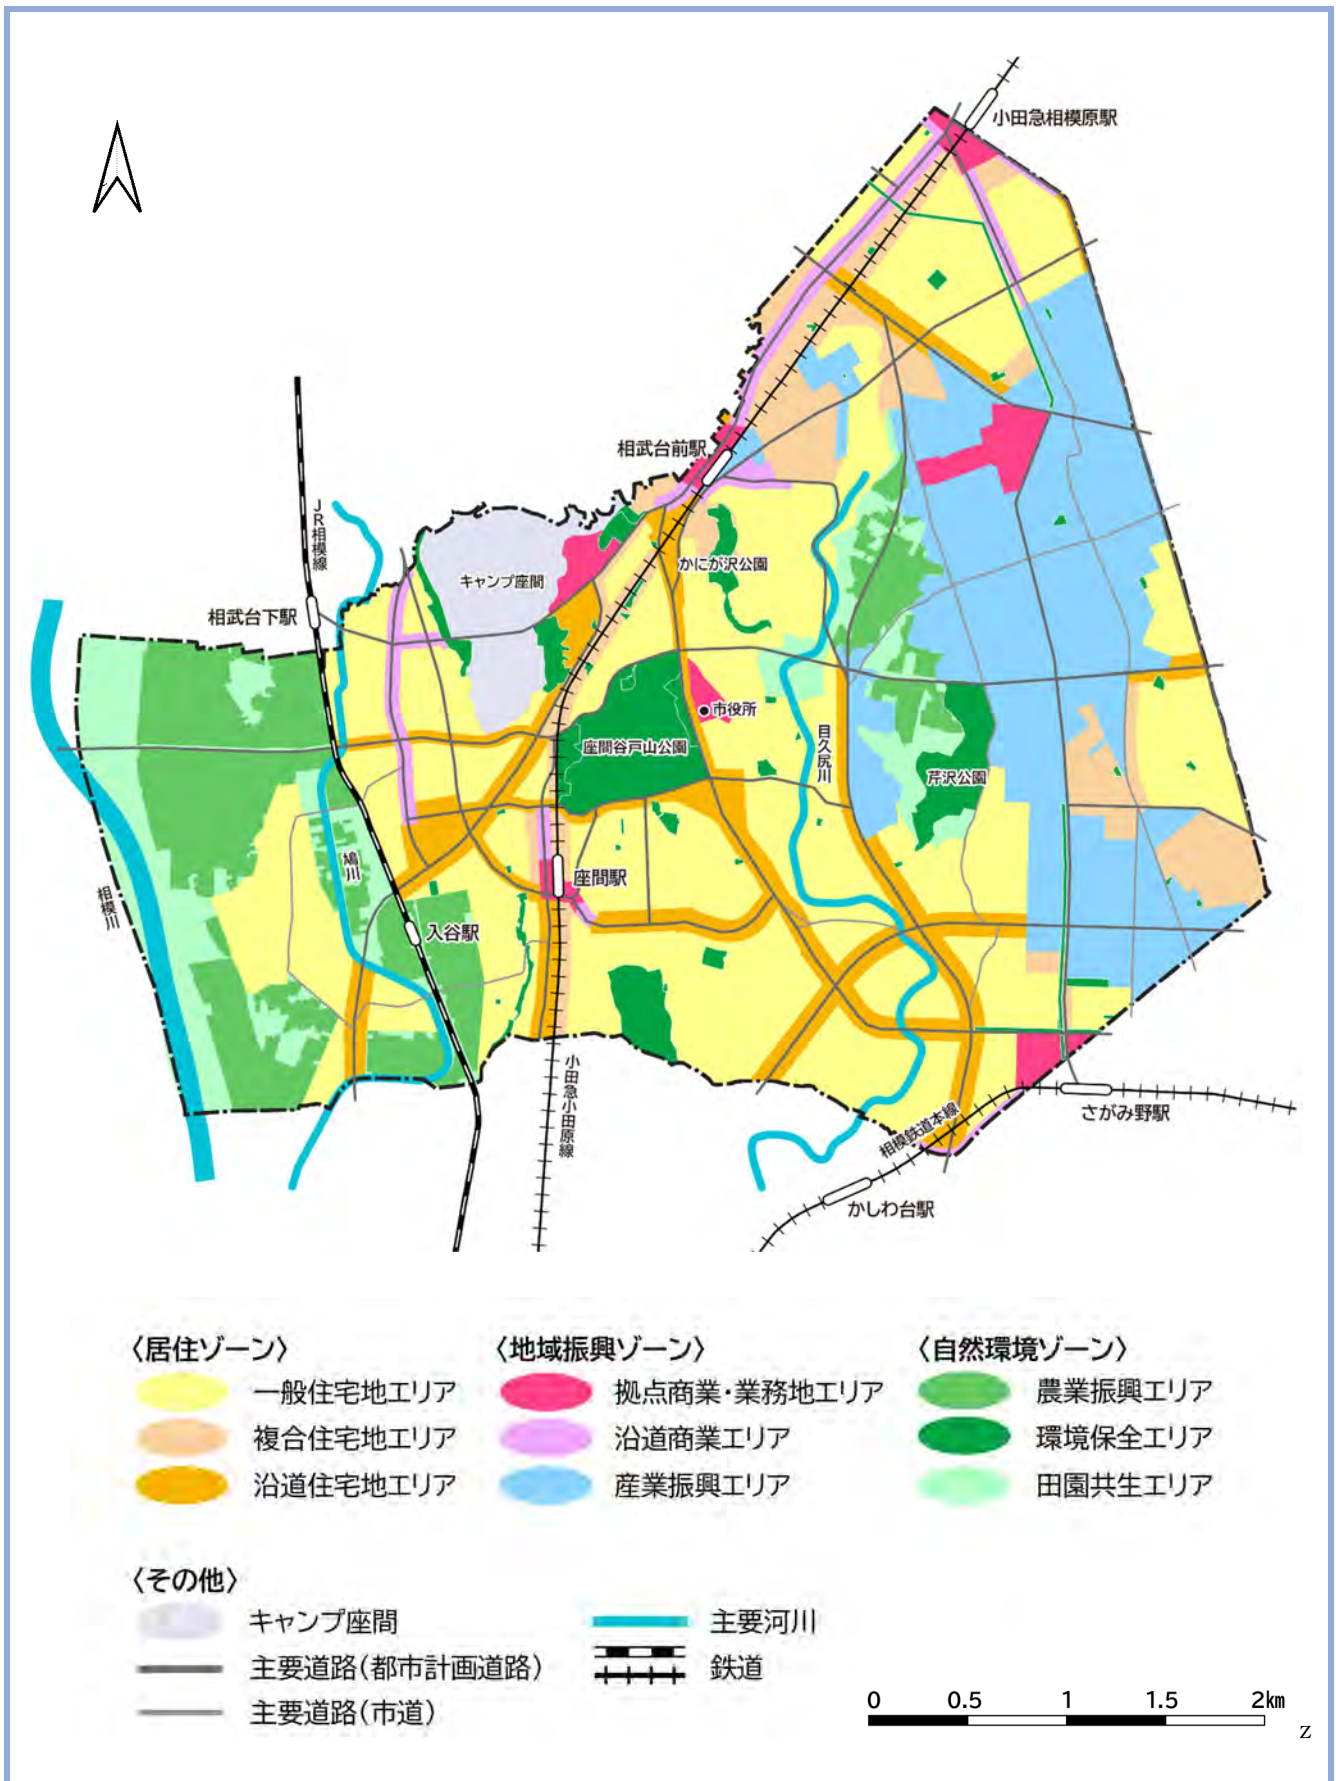 小田急相模原駅
相武台前駅
JR相模線
かにが沢公園
キャンプ座間
相武台下駅
市役所
目久尻川
座間谷戸山公園
芹沢公園
鳩川
座間駅
相模川
入谷駅
小田急小田原線
相模鉄道本線
さがみ野駅
かしわ台駅
〈居住ゾーン〉
一般住宅地エリア
複合住宅地エリア
沿道住宅地エリア
〈地域振興ゾーン〉
拠点商業・業務地エリア
沿道商業エリア
産業振興エリア
〈自然環境ゾーン〉
農業振興エリア
環境保全エリア
田園共生エリア
〈その他〉
キャンプ座間
主要道路(都市計画道路)
主要道路(市道)
主要河川
鉄道
0 0.5 1 1.5 2km
z